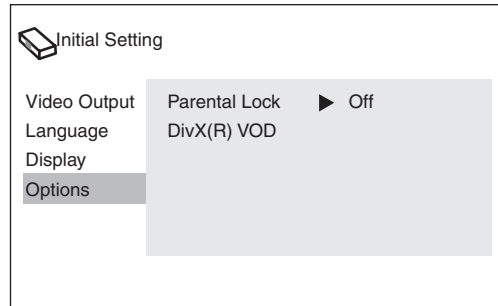 Initial Setting
Video Output
Parental Lock ▶ Off
Language
DivX(R) VOD
Display
Options